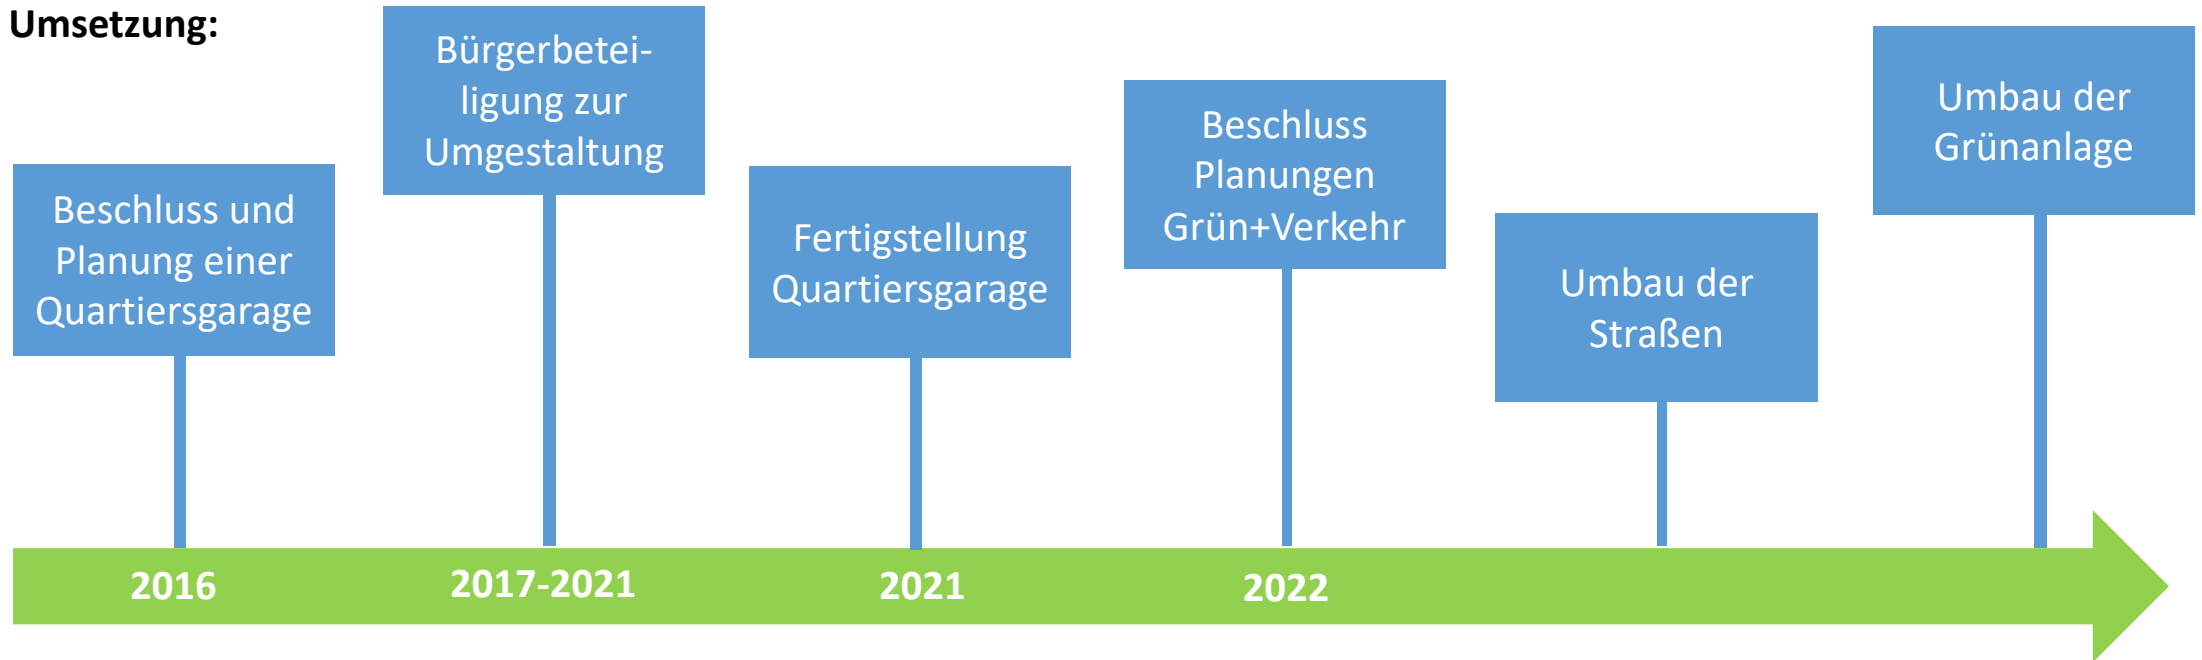 Umsetzung:
Beschluss und
Planung einer
Quartiersgarage
Bürgerbetei-
ligung zur
Umgestaltung
Fertigstellung
Quartiersgarage
Beschluss
Planungen
Grün+Verkehr
Umbau der
Straßen
Umbau der
Grünanlage
2016
2017-2021
2021
2022